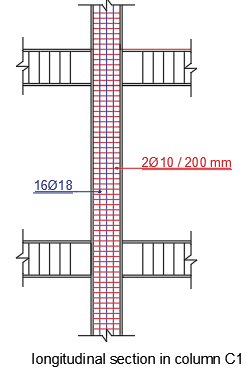 2Ø10 / 200 mm
16Ø18
longitudinal section in column C1